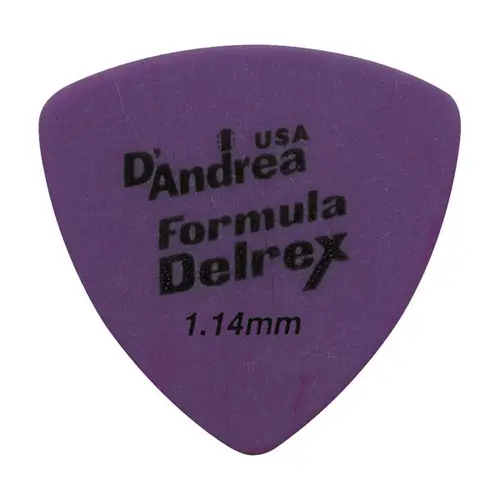 USA
D'Andrea
Formula
Delrex
1.14mm